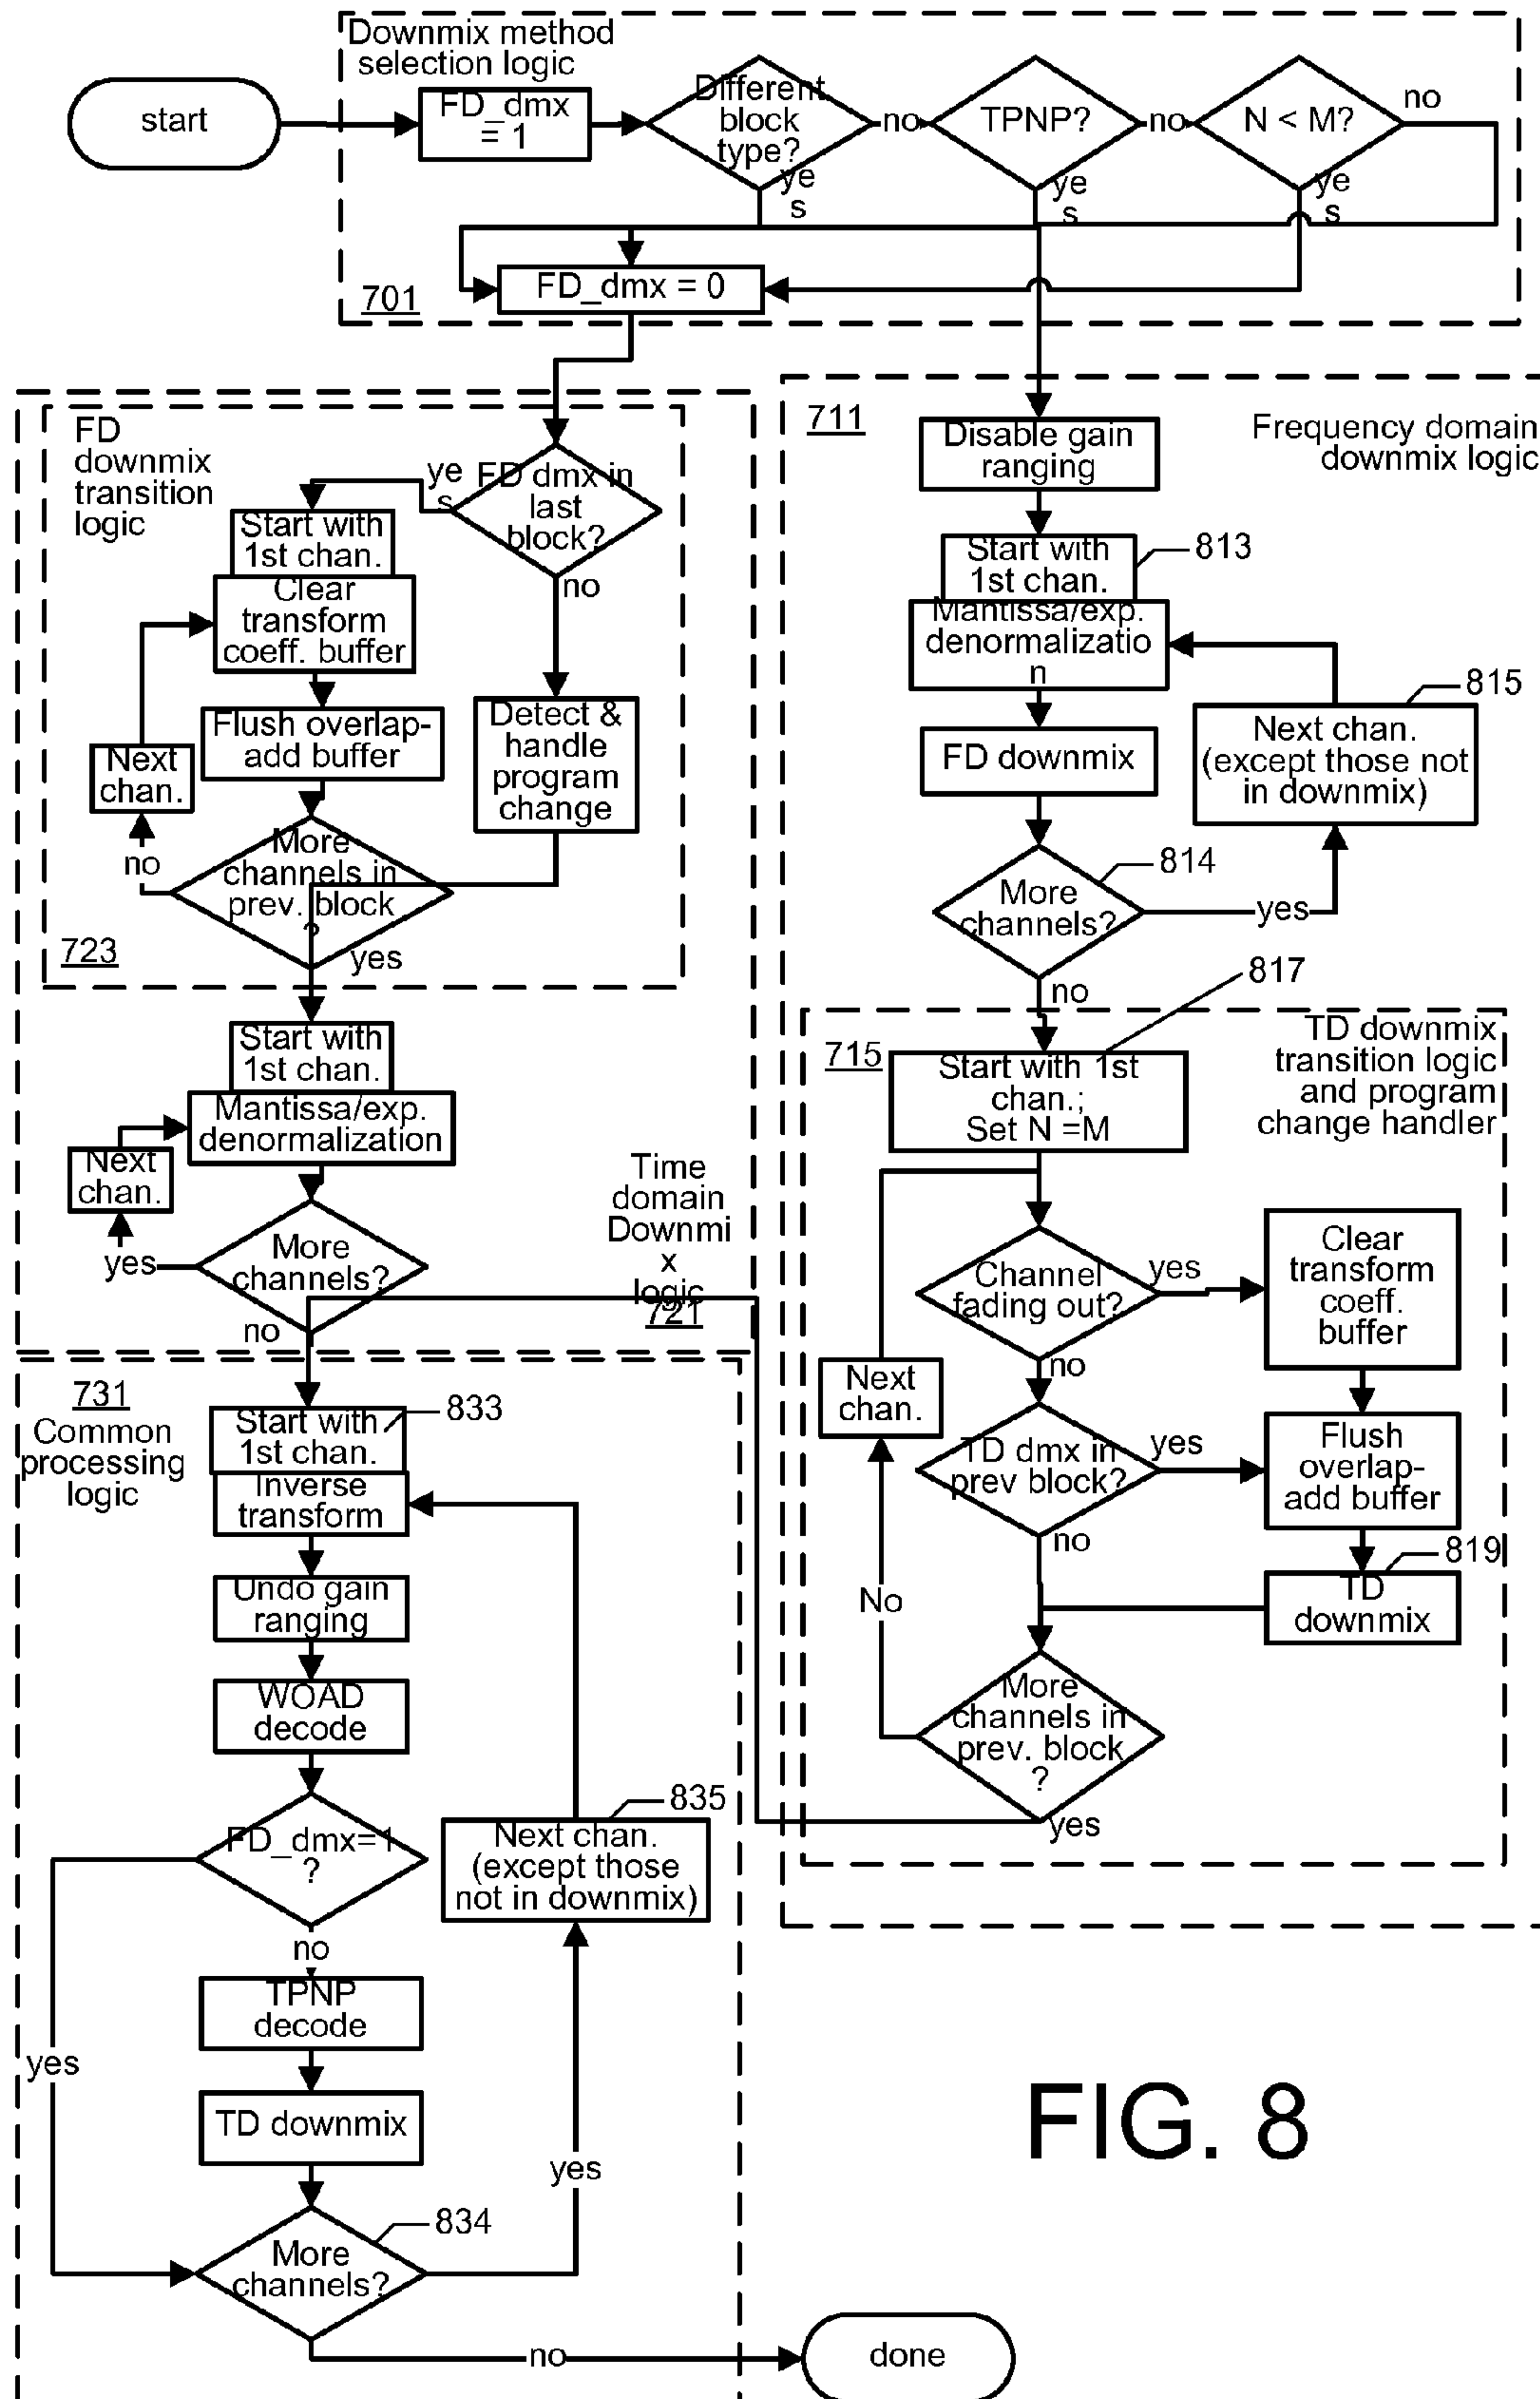 Downmix method
selection logic
start
FD_dmx
= 1
Different
block
type?
no
TPNP?
no
N < M?
no
ye
s
ye
s
ye
s
FD_dmx = 0
701
FD
downmix
transition
logic
ye
s
FD dmx in
last
block?
no
Start with
1st chan.
Clear
transform
coeff. buffer
Flush overlap-
add buffer
Next
chan.
Detect &
handle
program
change
no
More
channels in
prev. block
?
yes
723
Start with
1st chan.
Mantissa/exp.
denormalization
Next
chan.
yes
More
channels?
no
Time
domain
Downmi
x
logic
721
711
Frequency domain
downmix logic
Disable gain
ranging
Start with
1st chan.
813
Mantissa/exp.
denormalizatio
n
815
Next chan.
(except those not
in downmix)
FD downmix
814
More
channels?
yes
no
817
715
TD downmix
transition logic
and program
change handler
Start with 1st
chan.;
Set N =M
Channel
fading out?
yes
Clear
transform
coeff.
buffer
no
Next
chan.
TD dmx in
prev block?
yes
Flush
overlap-
add buffer
no
819
TD
downmix
No
More
channels in
prev. block
?
yes
731
Common
processing
logic
833
Start with
1st chan.
Inverse
transform
Undo gain
ranging
WOAD
decode
835
Next chan.
(except those
not in downmix)
FD_dmx=1
?
no
TPNP
decode
yes
TD downmix
yes
834
More
channels?
no
done
FIG. 8